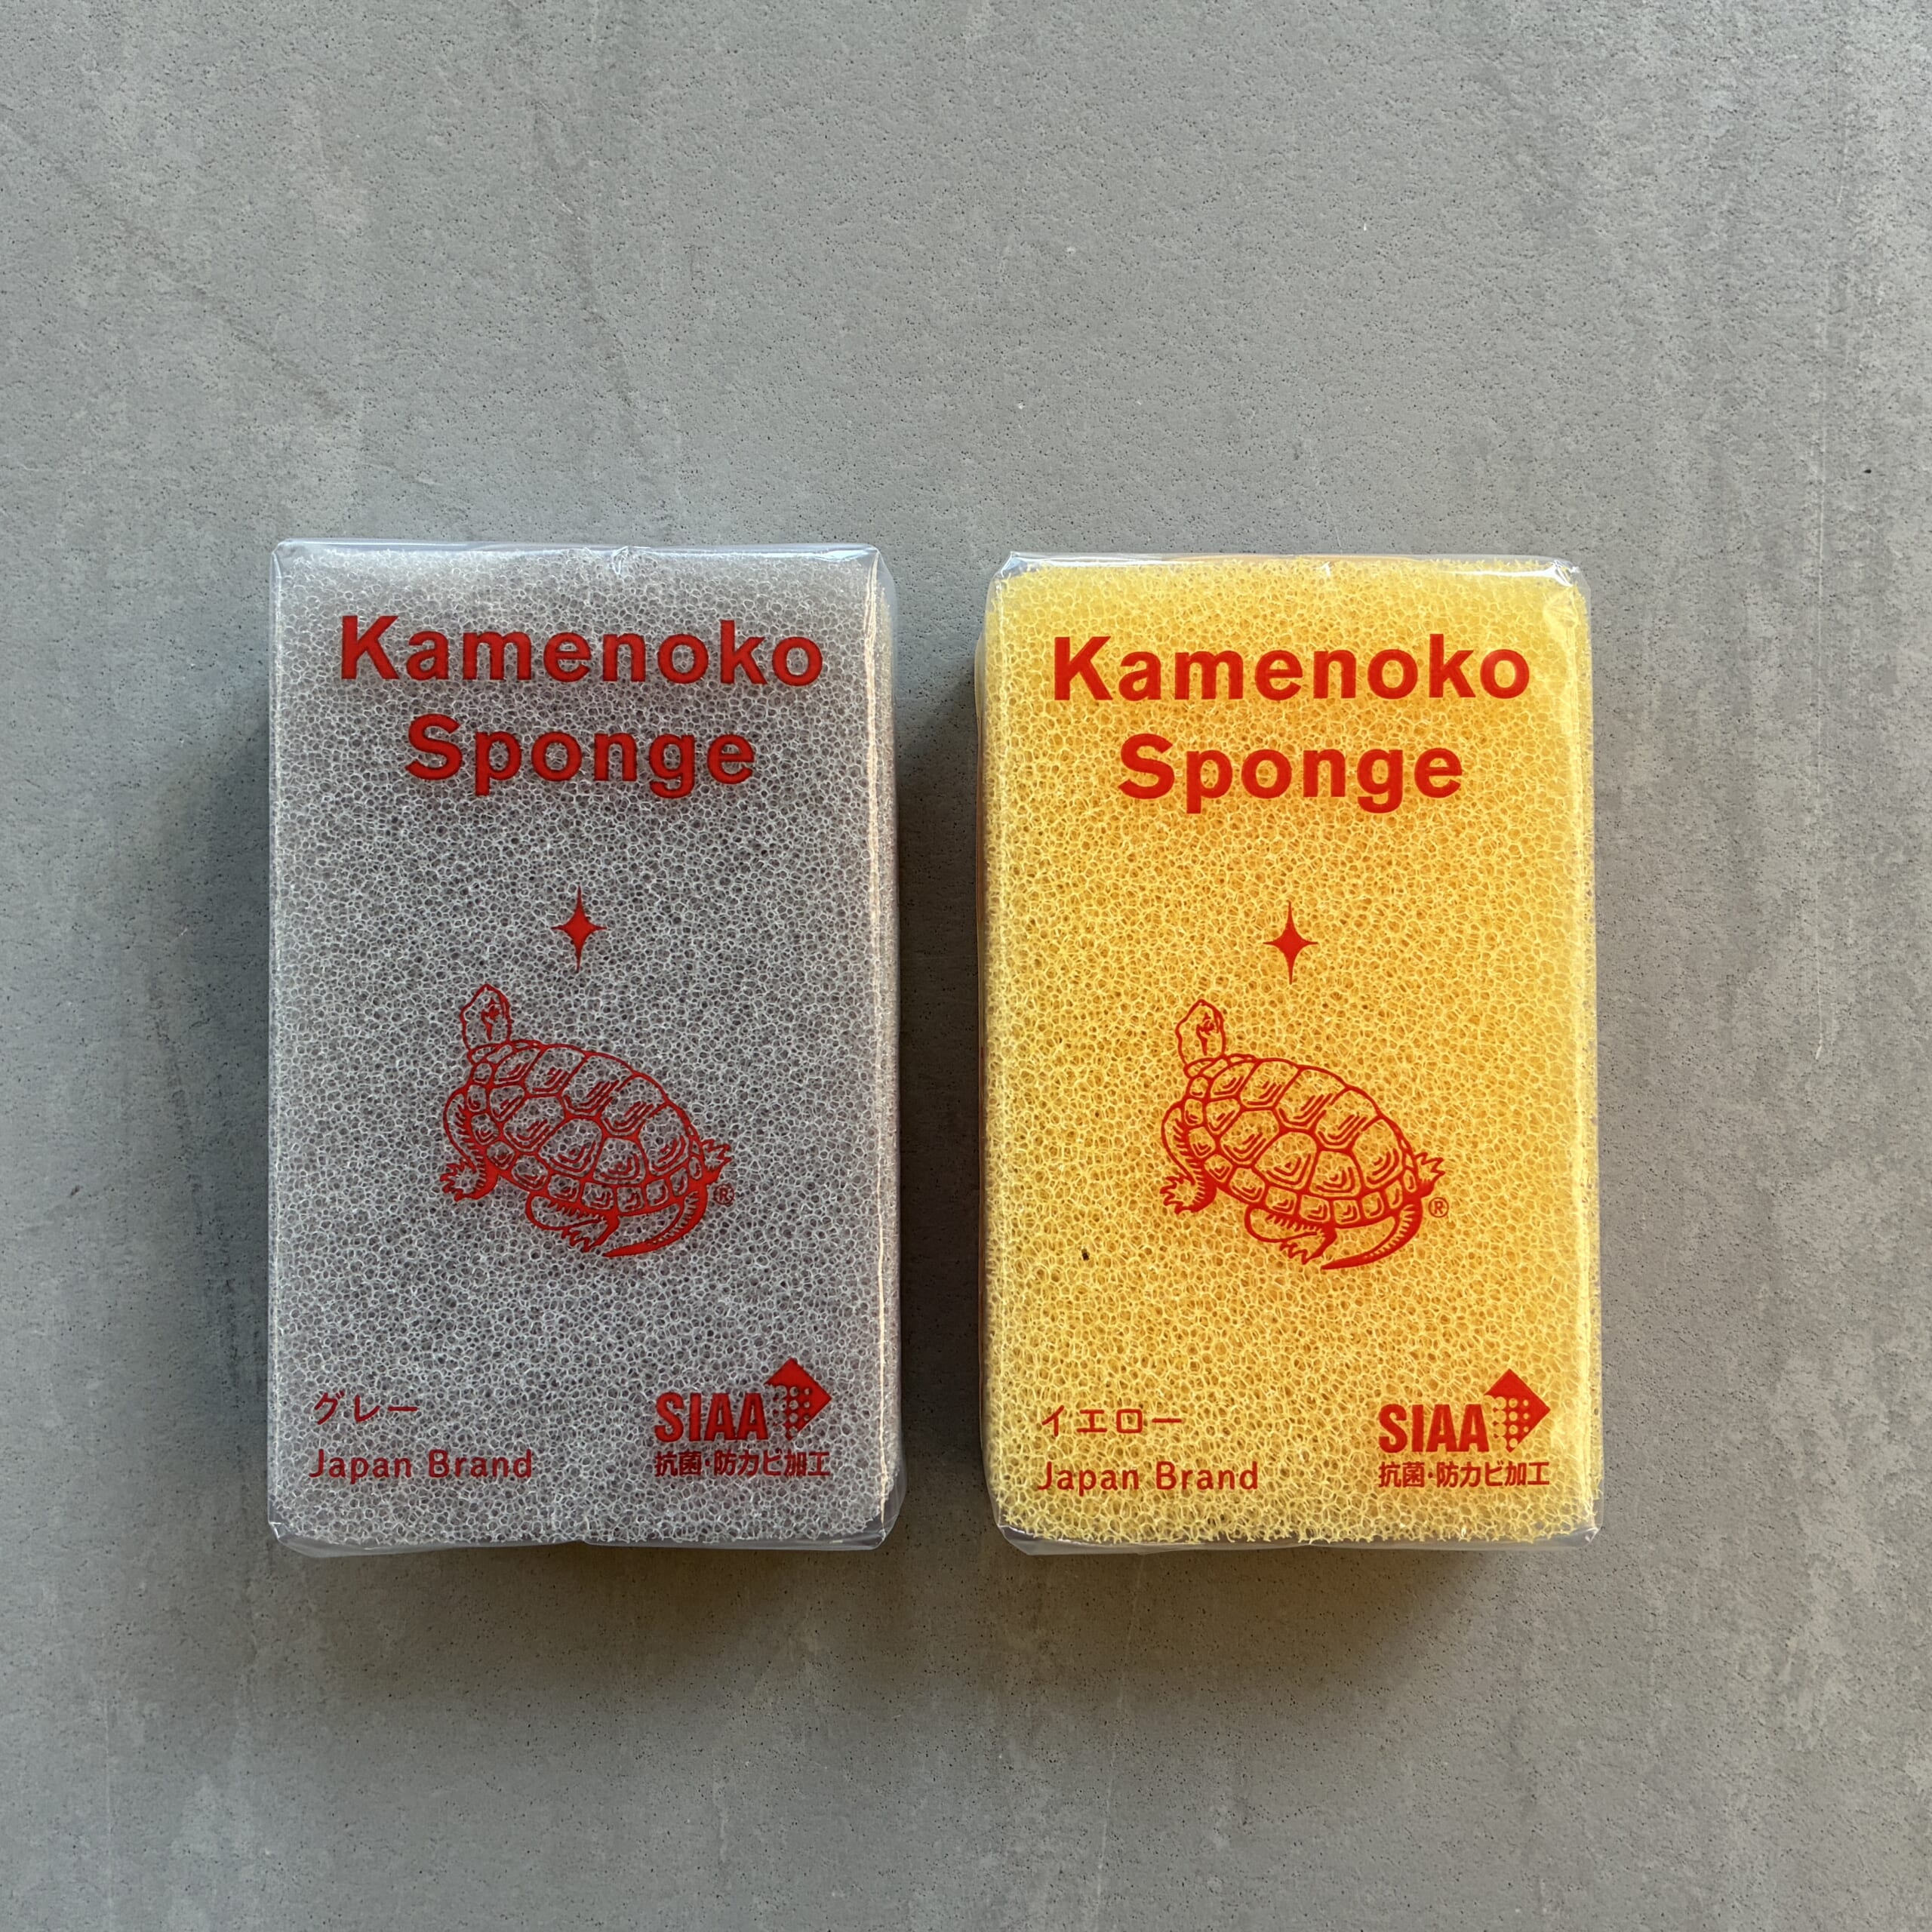 Kamenoko
Sponge
®
グレー
Japan Brand
SIAA
抗菌・防カビ加工
Kamenoko
Sponge
®
イエロー
Japan Brand
SIAA
抗菌・防カビ加工